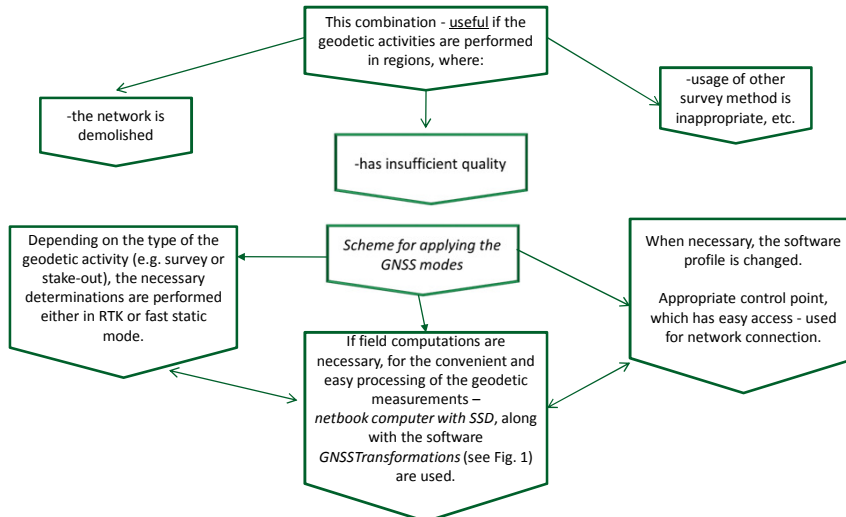 This combination - useful if the
geodetic activities are performed
in regions, where:
-the network is
demolished
-has insufficient quality
-usage of other
survey method is
inappropriate, etc.
Scheme for applying the
GNSS modes
Depending on the type of the
geodetic activity (e.g. survey or
stake-out), the necessary
determinations are performed
either in RTK or fast static
mode.
If field computations are
necessary, for the convenient and
easy processing of the geodetic
measurements –
netbook computer with SSD, along
with the software
GNSSTransformations (see Fig. 1)
are used.
When necessary, the software
profile is changed.
Appropriate control point,
which has easy access - used
for network connection.